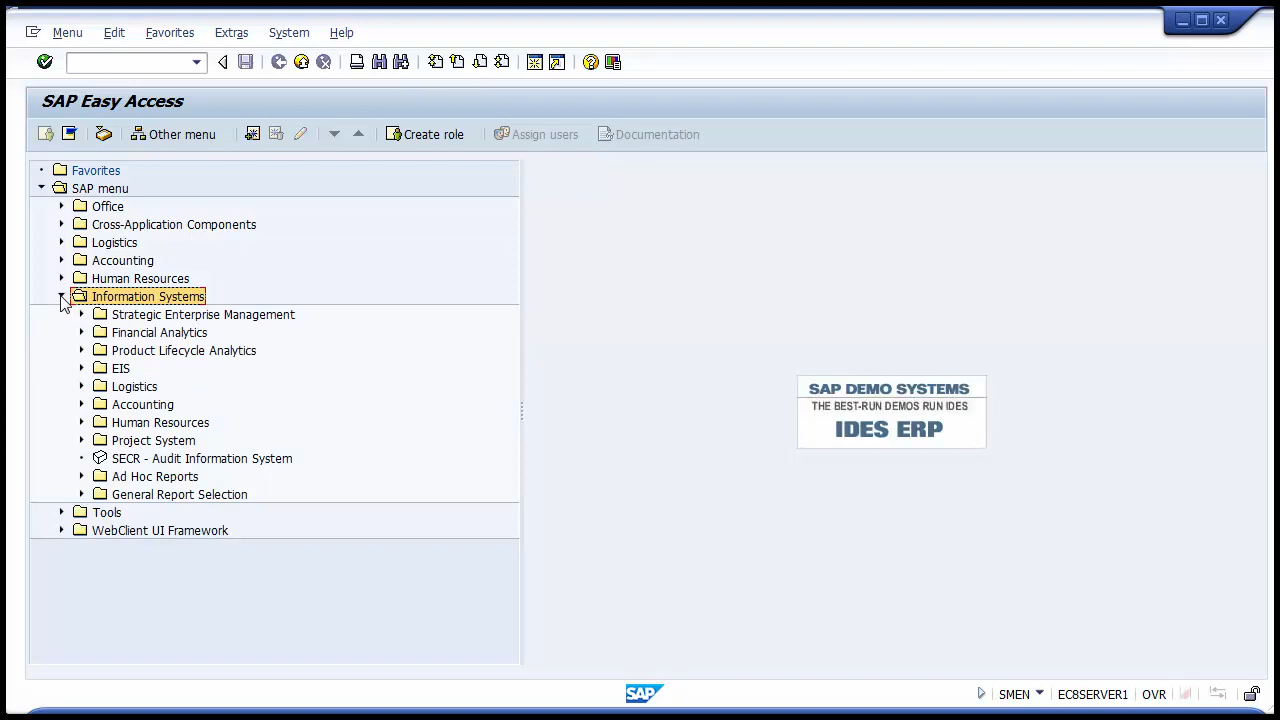 Menu Edit Favorites Extras System Help
SAP Easy Access
Other menu Create role Assign users Documentation
Favorites
SAP menu
Office
Cross-Application Components
Logistics
Accounting
Human Resources
Information Systems
Strategic Enterprise Management
Financial Analytics
Product Lifecycle Analytics
EIS
Logistics
Accounting
Human Resources
Project System
SECR - Audit Information System
Ad Hoc Reports
General Report Selection
Tools
WebClient UI Framework
SAP DEMO SYSTEMS
THE BEST-RUN DEMOS RUN IDES
IDES ERP
SAP SMEN EC8SERVER1 OVR